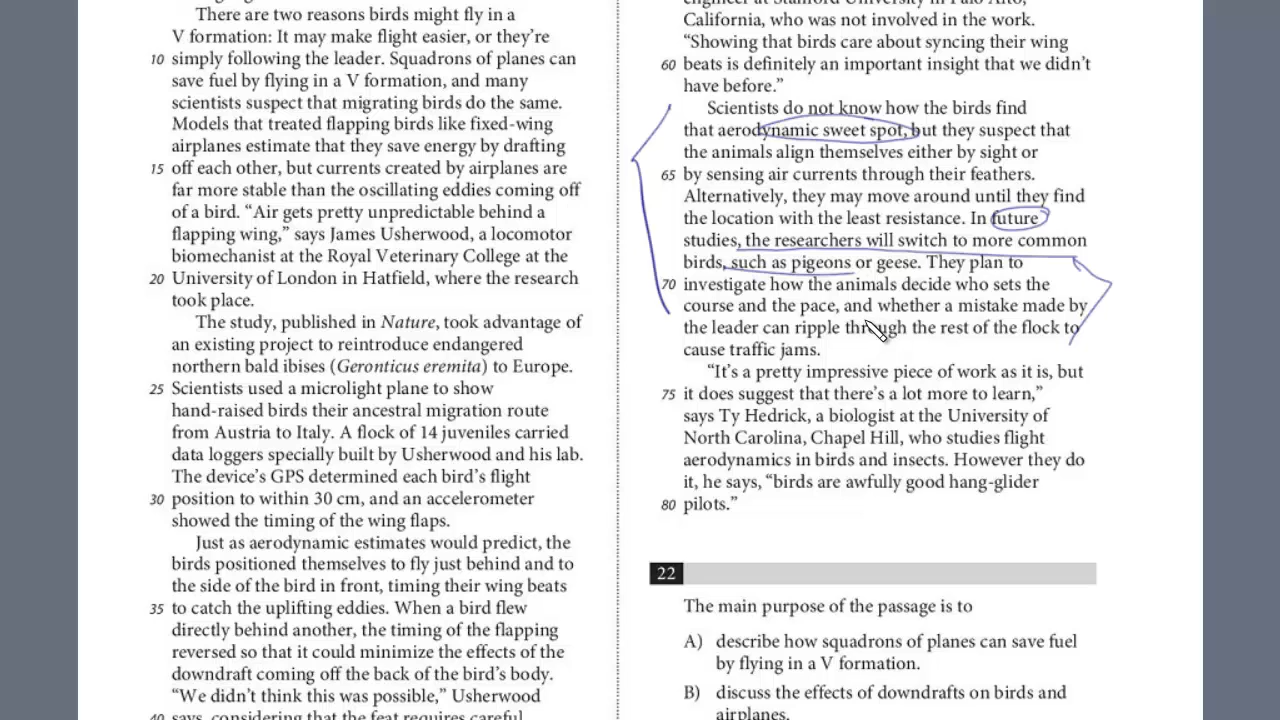 There are two reasons birds might fly in a
V formation: It may make flight easier, or they're
10 simply following the leader. Squadrons of planes can
save fuel by flying in a V formation, and many
scientists suspect that migrating birds do the same.
Models that treated flapping birds like fixed-wing
airplanes estimate that they save energy by drafting
15 off each other, but currents created by airplanes are
far more stable than the oscillating eddies coming off
of a bird. “Air gets pretty unpredictable behind a
flapping wing,” says James Usherwood, a locomotor
biomechanist at the Royal Veterinary College at the
20 University of London in Hatfield, where the research
took place.
The study, published in Nature, took advantage of
an existing project to reintroduce endangered
northern bald ibises (Geronticus eremita) to Europe.
25 Scientists used a microlight plane to show
hand-raised birds their ancestral migration route
from Austria to Italy. A flock of 14 juveniles carried
data loggers specially built by Usherwood and his lab.
The device's GPS determined each bird's flight
30 position to within 30 cm, and an accelerometer
showed the timing of the wing flaps.
Just as aerodynamic estimates would predict, the
birds positioned themselves to fly just behind and to
the side of the bird in front, timing their wing beats
35 to catch the uplifting eddies. When a bird flew
directly behind another, the timing of the flapping
reversed so that it could minimize the effects of the
downdraft coming off the back of the bird's body.
“We didn't think this was possible,” Usherwood
40 says, considering that the feat requires careful
engineer at Stanford University in Palo Alto,
California, who was not involved in the work.
“Showing that birds care about syncing their wing
60 beats is definitely an important insight that we didn't
have before.”
Scientists do not know how the birds find
that aerodynamic sweet spot, but they suspect that
the animals align themselves either by sight or
65 by sensing air currents through their feathers.
Alternatively, they may move around until they find
the location with the least resistance. In future
studies, the researchers will switch to more common
birds, such as pigeons or geese. They plan to
70 investigate how the animals decide who sets the
course and the pace, and whether a mistake made by
the leader can ripple through the rest of the flock to
cause traffic jams.
“It's a pretty impressive piece of work as it is, but
75 it does suggest that there's a lot more to learn,”
says Ty Hedrick, a biologist at the University of
North Carolina, Chapel Hill, who studies flight
aerodynamics in birds and insects. However they do
it, he says, “birds are awfully good hang-glider
80 pilots.”
22
The main purpose of the passage is to
A) describe how squadrons of planes can save fuel
by flying in a V formation.
B) discuss the effects of downdrafts on birds and
airplanes.